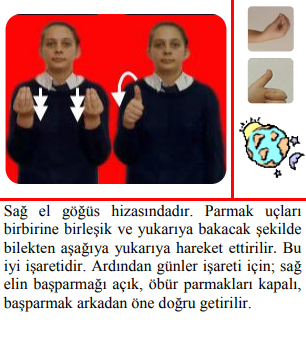 Sağ el göğüs hizasındadır. Parmak uçları
birbirine birleşik ve yukarıya bakacak şekilde
bilekten aşağıya yukarıya hareket ettirilir. Bu
iyi işaretidir. Ardından günler işareti için; sağ
elin başparmağı açık, öbür parmakları kapalı,
başparmak arkadan öne doğru getirilir.